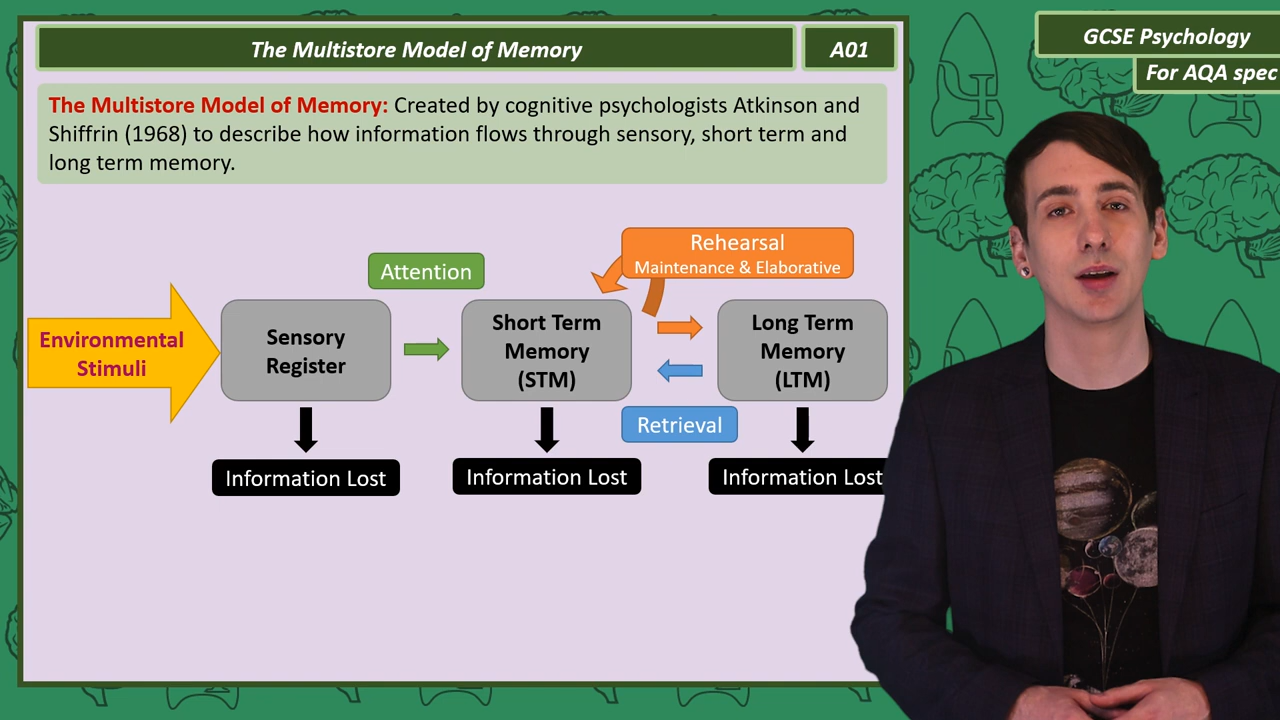 The Multistore Model of Memory
A01
GCSE Psychology
For AQA spec
The Multistore Model of Memory: Created by cognitive psychologists Atkinson and
Shiffrin (1968) to describe how information flows through sensory, short term and
long term memory.
Rehearsal
Maintenance & Elaborative
Attention
Environmental
Stimuli
Sensory
Register
Short Term
Memory
(STM)
Long Term
Memory
(LTM)
Retrieval
Information Lost
Information Lost
Information Lost